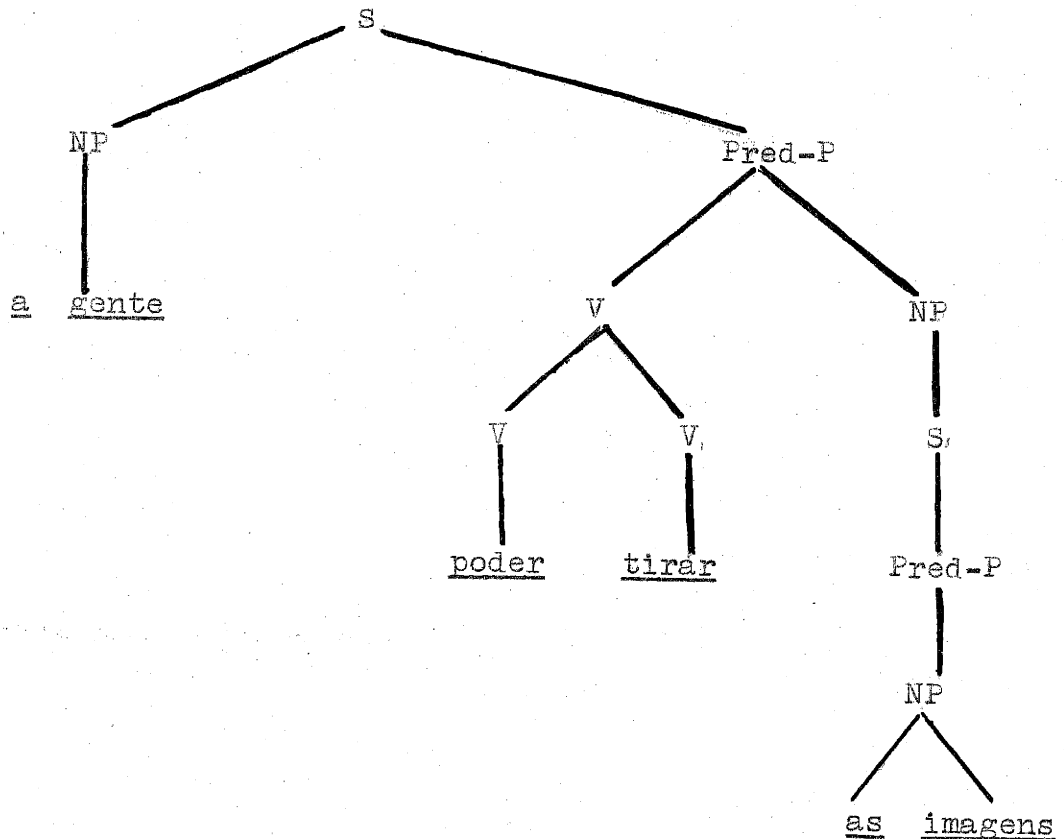 S
NP Pred-P
a gente V NP
V V S
poder tirar Pred-P
NP
as imagens